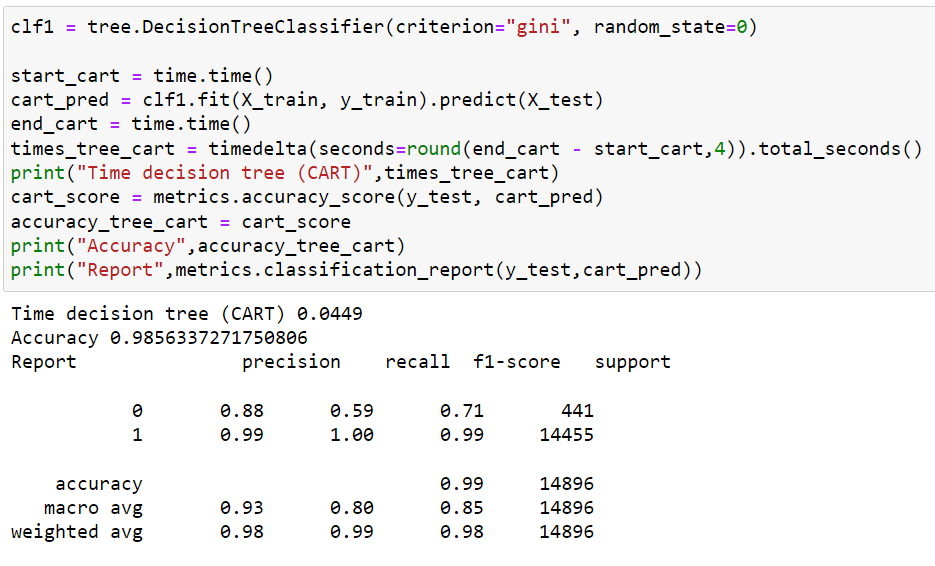 clf1 = tree.DecisionTreeClassifier(criterion="gini", random_state=0)
start_cart = time.time()
cart_pred = clf1.fit(X_train, y_train).predict(X_test)
end_cart = time.time()
times_tree_cart = timedelta(seconds=round(end_cart - start_cart,4)).total_seconds()
print("Time decision tree (CART)",times_tree_cart)
cart_score = metrics.accuracy_score(y_test, cart_pred)
accuracy_tree_cart = cart_score
print("Accuracy",accuracy_tree_cart)
print("Report",metrics.classification_report(y_test,cart_pred))
Time decision tree (CART) 0.0449
Accuracy 0.9856337271750806
Report precision recall f1-score support
0 0.88 0.59 0.71 441
1 0.99 1.00 0.99 14455
accuracy 0.99 14896
macro avg 0.93 0.80 0.85 14896
weighted avg 0.98 0.99 0.98 14896